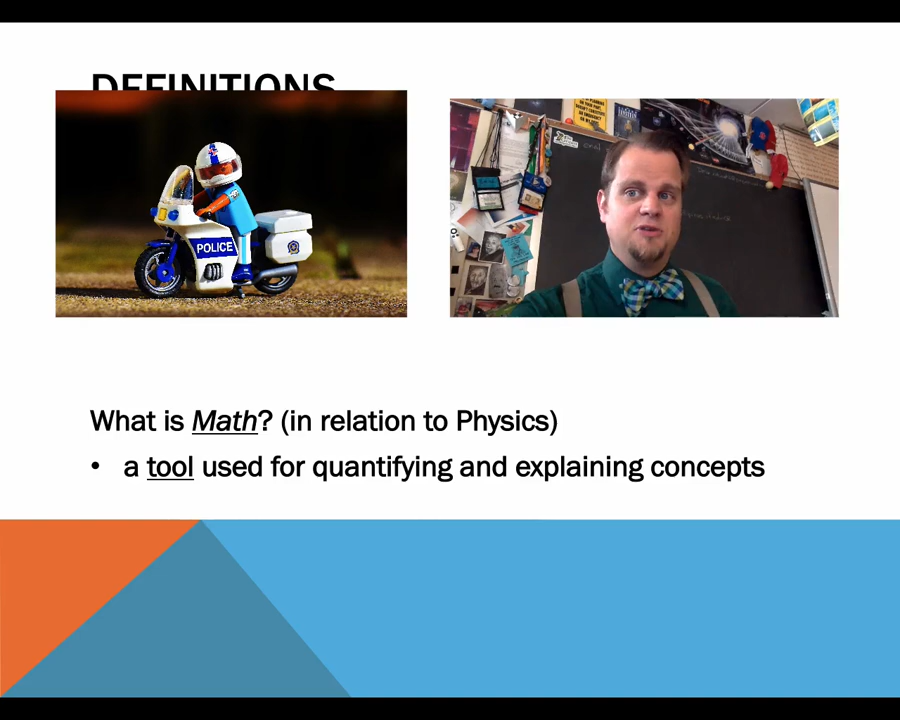 DEFINITIONS
POLICE
What is Math? (in relation to Physics)
• a tool used for quantifying and explaining concepts